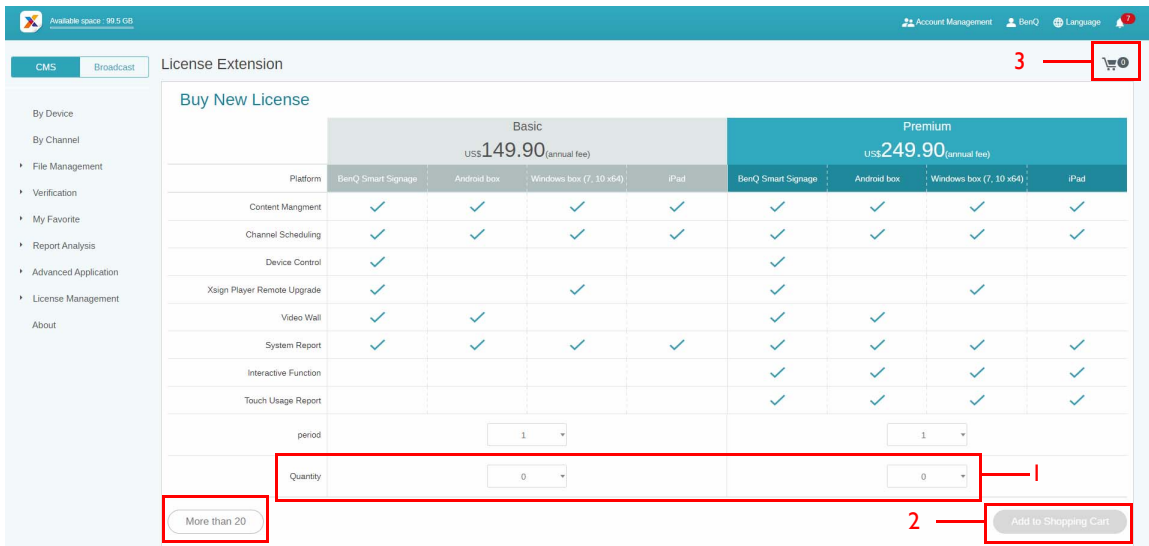 Available space : 99.5 GB
Account Management BenQ Language 7
CMS Broadcast License Extension 3 0
Buy New License
By Device
By Channel
File Management
Verification
My Favorite
Report Analysis
Advanced Application
License Management
About
Basic Premium
US$149.90(annual fee) US$249.90(annual fee)
Platform BenQ Smart Signage Android box Windows box (7, 10 x64) iPad BenQ Smart Signage Android box Windows box (7, 10 x64) iPad
Content Mangment
Channel Scheduling
Device Control
Xsign Player Remote Upgrade
Video Wall
System Report
Interactive Function
Touch Usage Report
period 1 1
Quantity 0 0 1
More than 20 2 Add to Shopping Cart